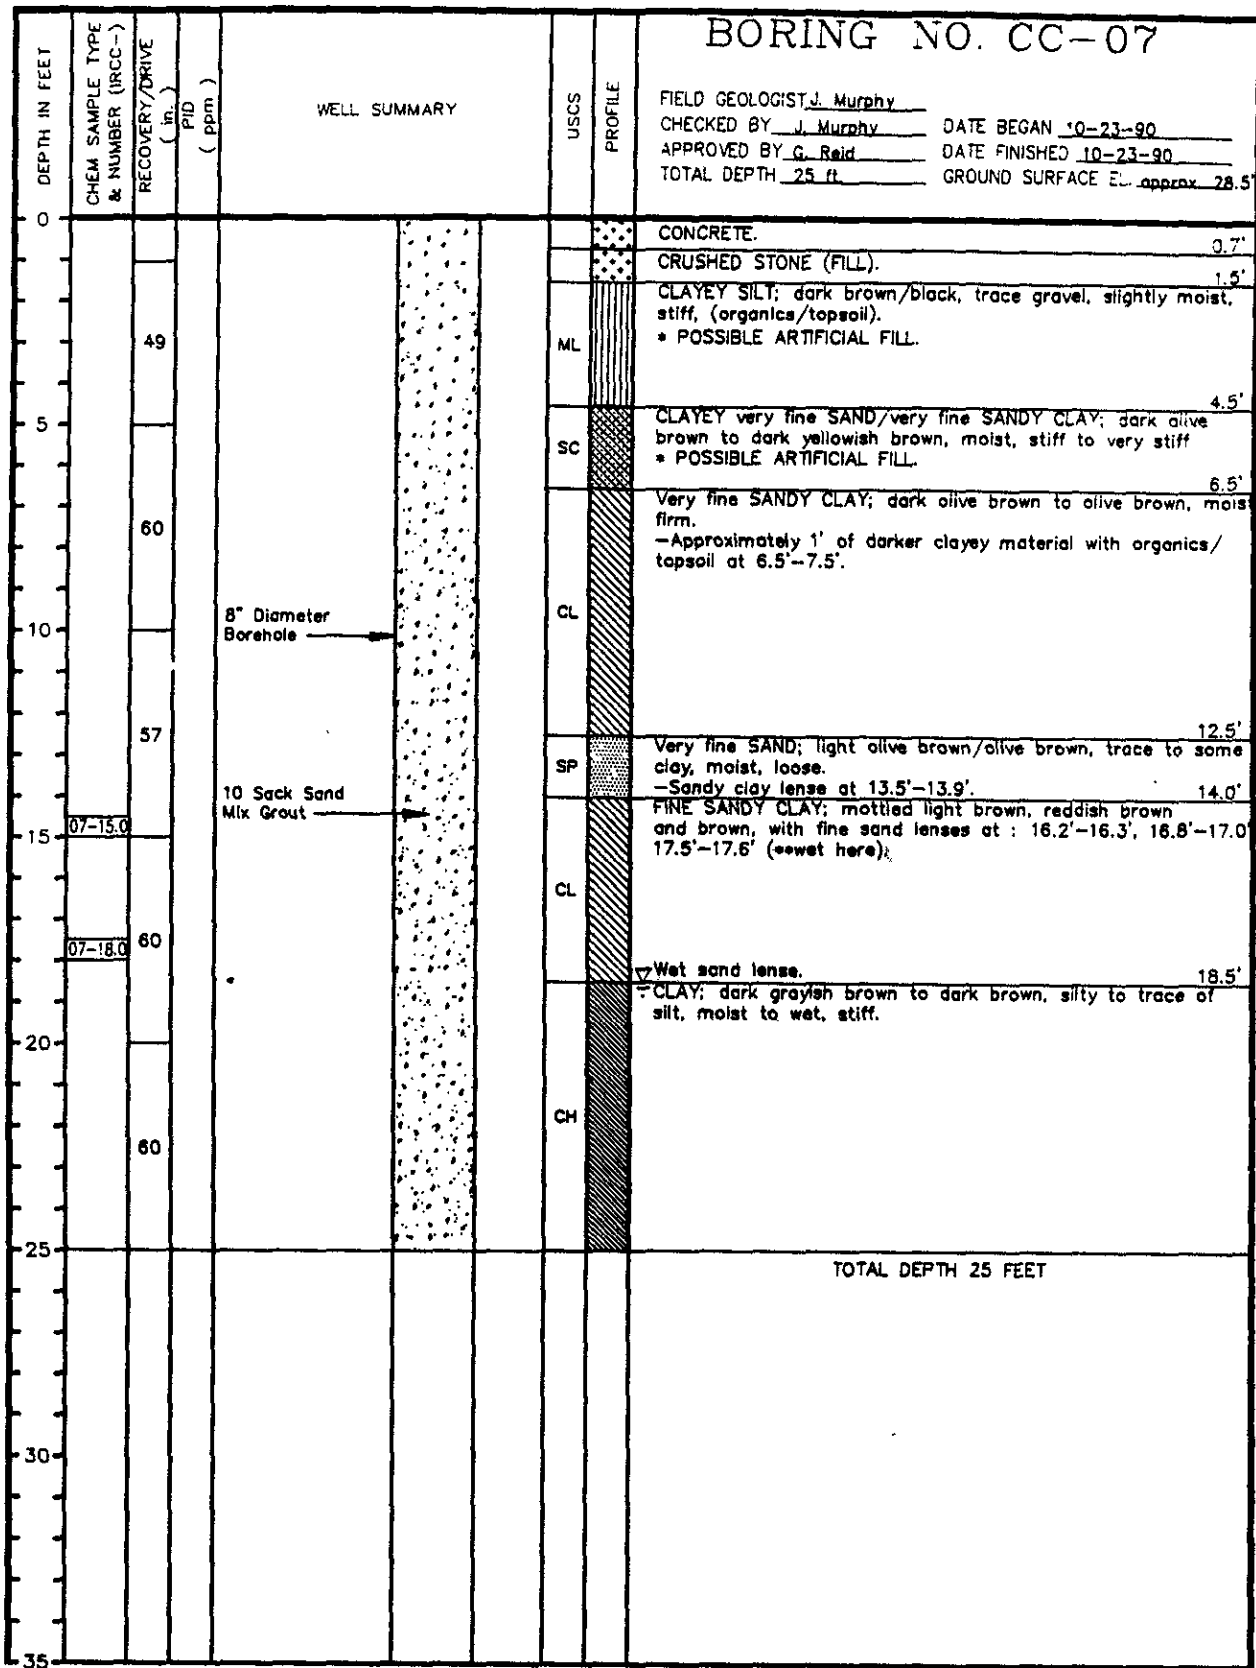 BORING NO. CC-07
DEPTH IN FEET
CHEM SAMPLE TYPE
& NUMBER (IRCC-)
RECOVERY/DRIVE
( in. )
PID
( ppm )
WELL SUMMARY
USCS
PROFILE
FIELD GEOLOGIST J. Murphy
CHECKED BY J. Murphy DATE BEGAN 10-23-90
APPROVED BY G. Reid DATE FINISHED 10-23-90
TOTAL DEPTH 25 ft. GROUND SURFACE EL. approx. 28.5'
0
CONCRETE.
0.7'
CRUSHED STONE (FILL).
1.5'
CLAYEY SILT; dark brown/black, trace gravel, slightly moist,
stiff, (organics/topsoil).
* POSSIBLE ARTIFICIAL FILL.
49
ML
4.5'
5
CLAYEY very fine SAND/very fine SANDY CLAY; dark olive
brown to dark yellowish brown, moist, stiff to very stiff
* POSSIBLE ARTIFICIAL FILL.
SC
6.5'
Very fine SANDY CLAY; dark olive brown to olive brown, mois
firm.
-Approximately 1' of darker clayey material with organics/
topsoil at 6.5'-7.5'.
60
CL
8" Diameter
Borehole
10
12.5'
57
Very fine SAND; light olive brown/olive brown, trace to some
clay, moist, loose.
-Sandy clay lense at 13.5'-13.9'.
SP
14.0'
10 Sack Sand
Mix Grout
07-15.0
15
FINE SANDY CLAY; mottled light brown, reddish brown
and brown, with fine sand lenses at : 16.2'-16.3', 16.8'-17.0'
17.5'-17.6' (**wet here).
CL
07-18.0
60
Wet sand lense.
18.5'
CLAY; dark grayish brown to dark brown, silty to trace of
silt, moist to wet, stiff.
20
CH
60
25
TOTAL DEPTH 25 FEET
30
35